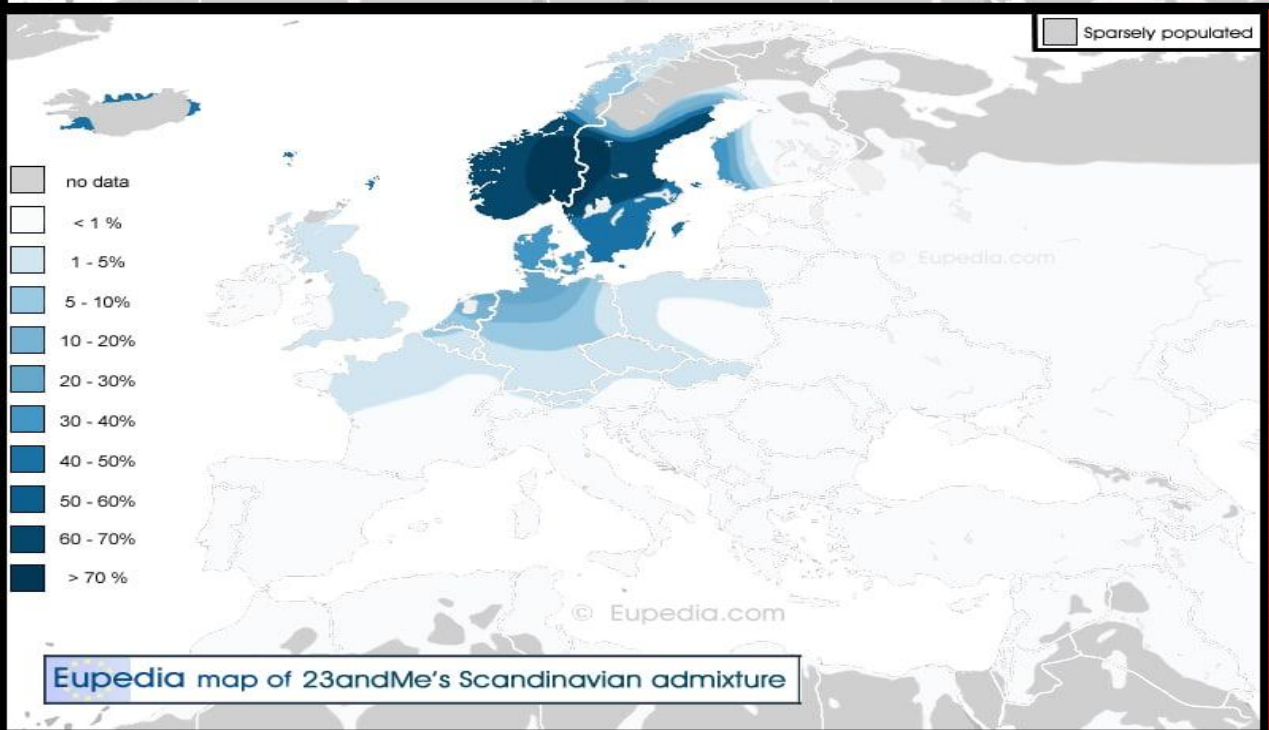 Sparsely populated
no data
< 1 %
1 - 5%
5 - 10%
10 - 20%
20 - 30%
30 - 40%
40 - 50%
50 - 60%
60 - 70%
> 70 %
© Eupedia.com
© Eupedia.com
Eupedia map of 23andMe's Scandinavian admixture